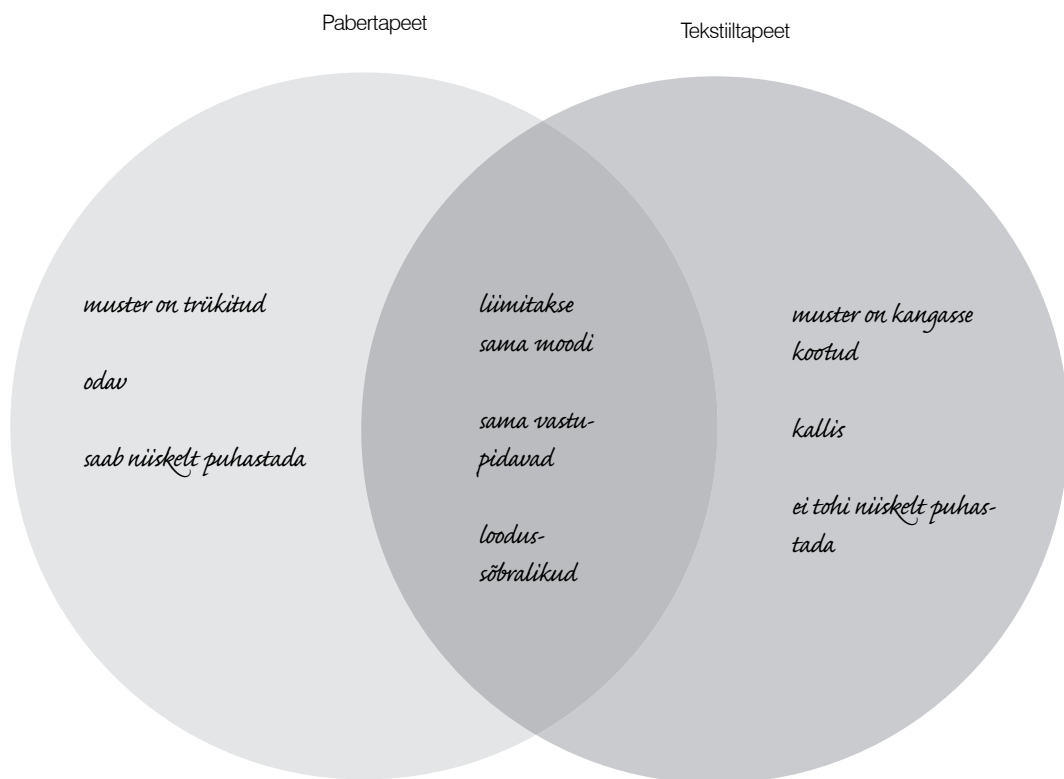 Pabertapeet
Tekstiiltapeet
muster on trükitud
odav
saab niiskelt puhastada
liimitakse
sama moodi
sama vastu-
pidavad
loodus-
sõbralikud
muster on kangasse
kootud
kallis
ei tohi niiskelt puhas-
tada